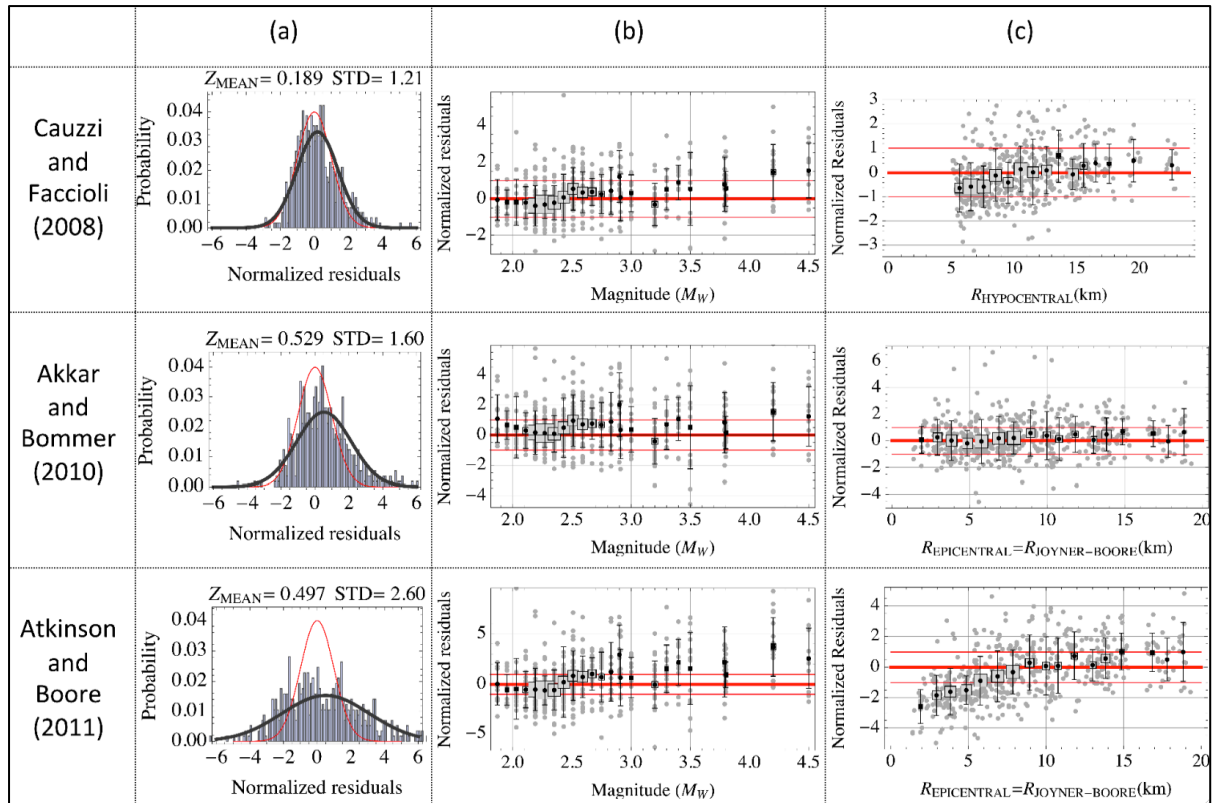 (a)
(b)
(c)
Cauzzi
and
Faccioli
(2008)
Z_MEAN = 0.189 STD= 1.21
Probability
0.04
0.03
0.02
0.01
0.00
−6 −4 −2 0 2 4 6
Normalized residuals
Normalized residuals
4
2
0
−2
2.0 2.5 3.0 3.5 4.0 4.5
Magnitude (M_W)
Normalized Residuals
3
2
1
0
−1
−2
−3
0 5 10 15 20
R_HYPOCENTRAL(km)
Akkar
and
Bommer
(2010)
Z_MEAN = 0.529 STD= 1.60
Probability
0.04
0.03
0.02
0.01
0.00
−6 −4 −2 0 2 4 6
Normalized residuals
Normalized residuals
4
2
0
−2
−4
2.0 2.5 3.0 3.5 4.0 4.5
Magnitude (M_W)
Normalized Residuals
6
4
2
0
−2
−4
0 5 10 15 20
R_EPICENTRAL=R_JOYNER−BOORE(km)
Atkinson
and
Boore
(2011)
Z_MEAN = 0.497 STD= 2.60
Probability
0.04
0.03
0.02
0.01
0.00
−6 −4 −2 0 2 4 6
Normalized residuals
Normalized residuals
5
0
−5
2.0 2.5 3.0 3.5 4.0 4.5
Magnitude (M_W)
Normalized Residuals
4
2
0
−2
−4
0 5 10 15 20
R_EPICENTRAL=R_JOYNER−BOORE(km)